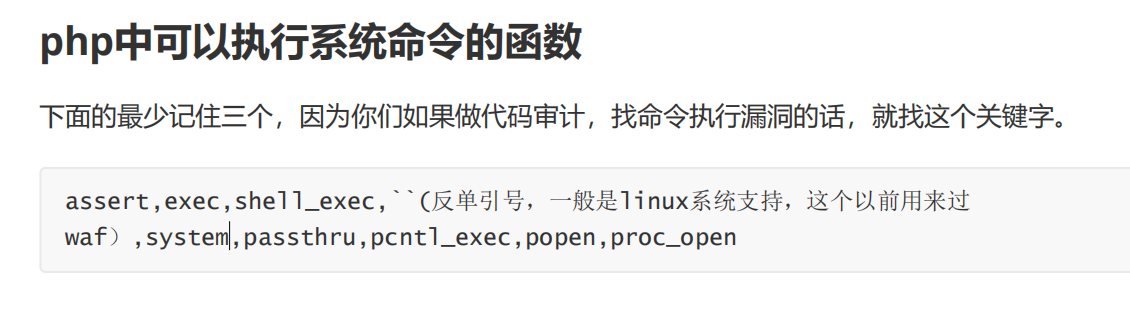 php中可以执行系统命令的函数
下面的最少记住三个，因为你们如果做代码审计，找命令执行漏洞的话，就找这个关键字。
assert,exec,shell_exec,``(反单引号，一般是linux系统支持，这个以前用来过
waf）,system,passthru,pcntl_exec,popen,proc_open